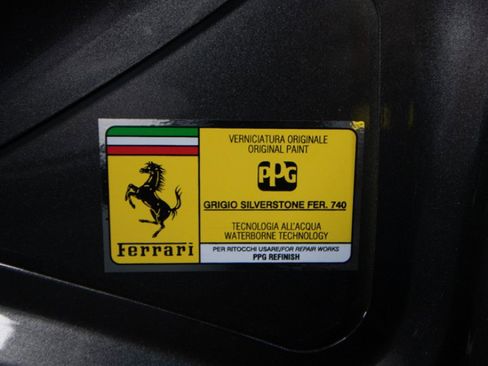 VERNICIATURA ORIGINALE
ORIGINAL PAINT
PPG
GRIGIO SILVERSTONE FER. 740
TECNOLOGIA ALL'ACQUA
WATERBORNE TECHNOLOGY
Ferrari
PER RITOCCHI USARE/FOR REPAIR WORKS
PPG REFINISH